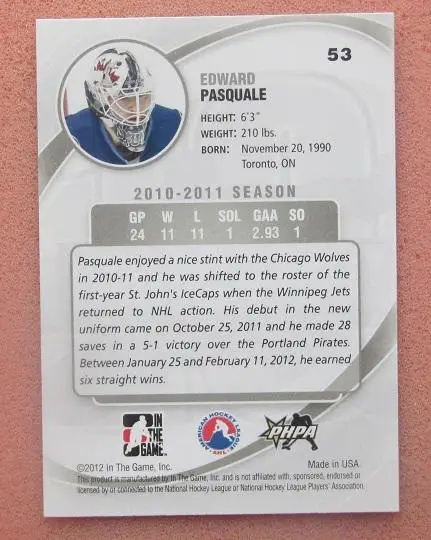 53
EDWARD
PASQUALE
HEIGHT: 6'3"
WEIGHT: 210 lbs.
BORN: November 20, 1990
Toronto, ON
2010-2011 SEASON
GP W L SOL GAA SO
24 11 11 1 2.93 1
Pasquale enjoyed a nice stint with the Chicago Wolves
in 2010-11 and he was shifted to the roster of the
first-year St. John's IceCaps when the Winnipeg Jets
returned to NHL action. His debut in the new
uniform came on October 25, 2011 and he made 28
saves in a 5-1 victory over the Portland Pirates.
Between January 25 and February 11, 2012, he earned
six straight wins.
IN
THE
GAME
AMERICAN HOCKEY LEAGUE
AHL
PHPA
©2012 In The Game, Inc.
Made in USA
This product is manufactured by In The Game, Inc. and is not affiliated with, sponsored, endorsed or
licensed by or connected to the National Hockey League or National Hockey League Players' Association.